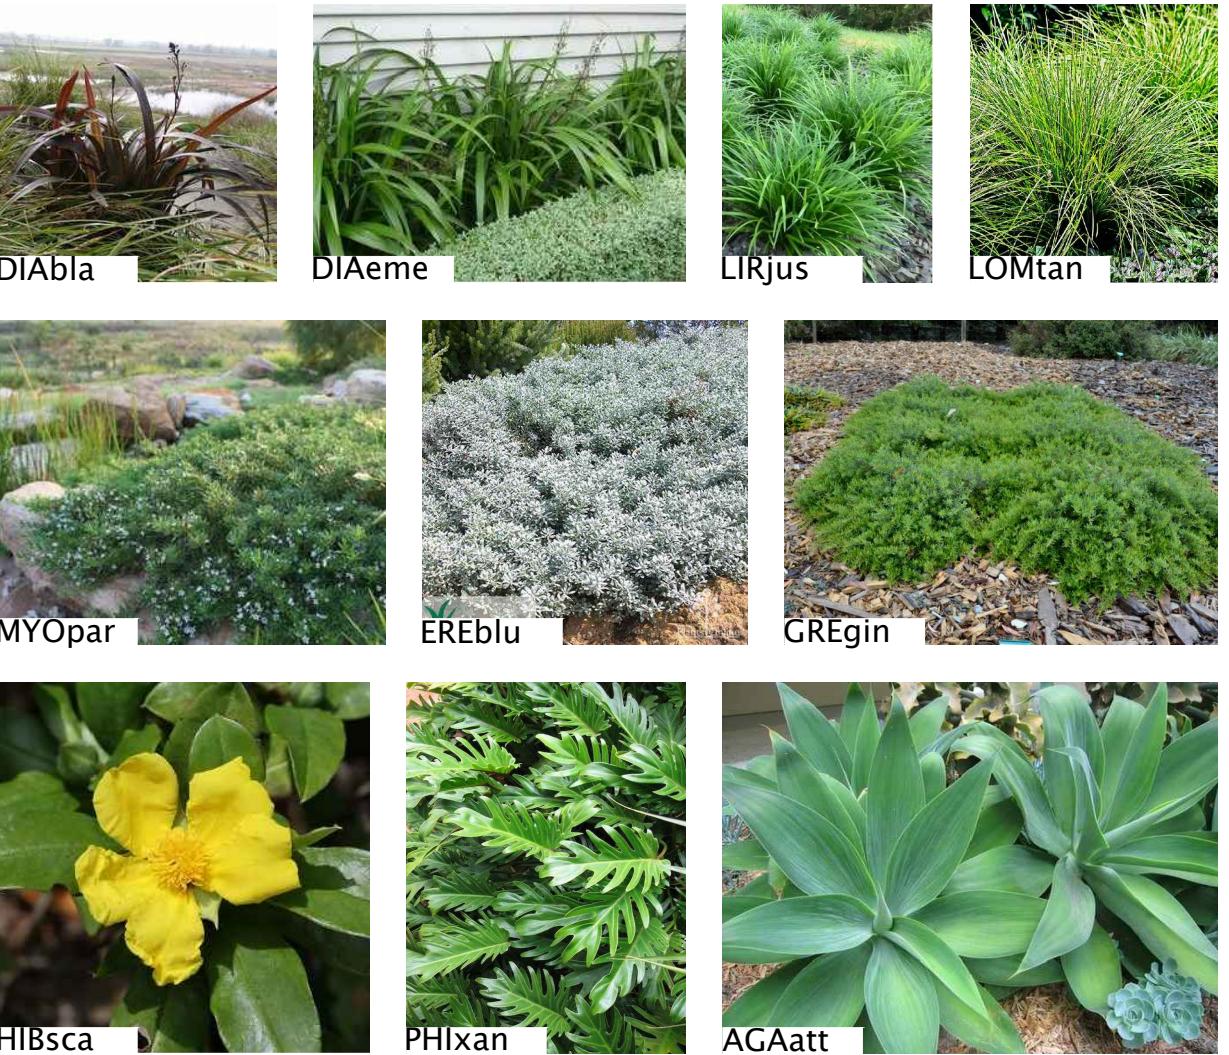 DIAbla
DIAeme
LIRjus
LOMtan
MYOpar
EREblu
GREgin
HIBsca
PHIxan
AGAatt